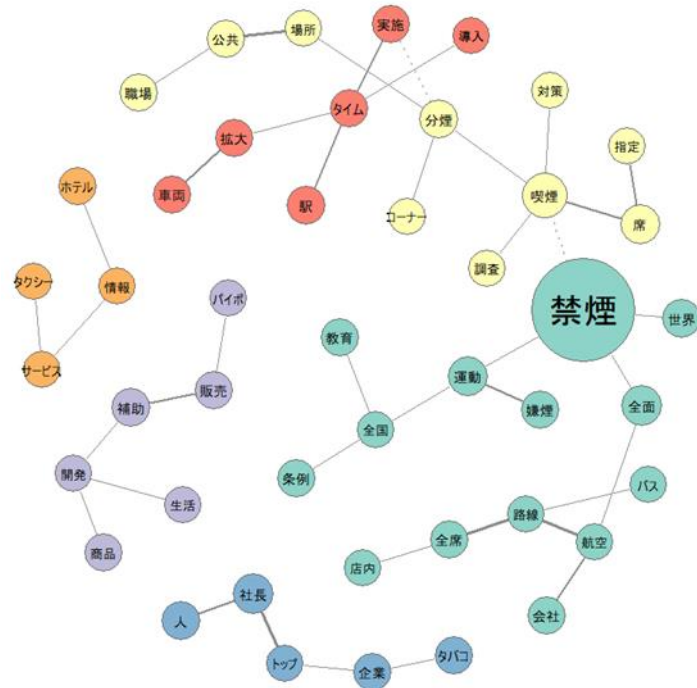 公共
場所
実施
導入
職場
タイム
分煙
対策
拡大
指定
車両
駅
コーナー
喫煙
席
ホテル
調査
タクシー
情報
パイポ
禁煙
世界
教育
サービス
補助
販売
運動
嫌煙
全面
全国
開発
条例
生活
路線
バス
商品
店内
全席
航空
会社
人
社長
トップ
企業
タバコ